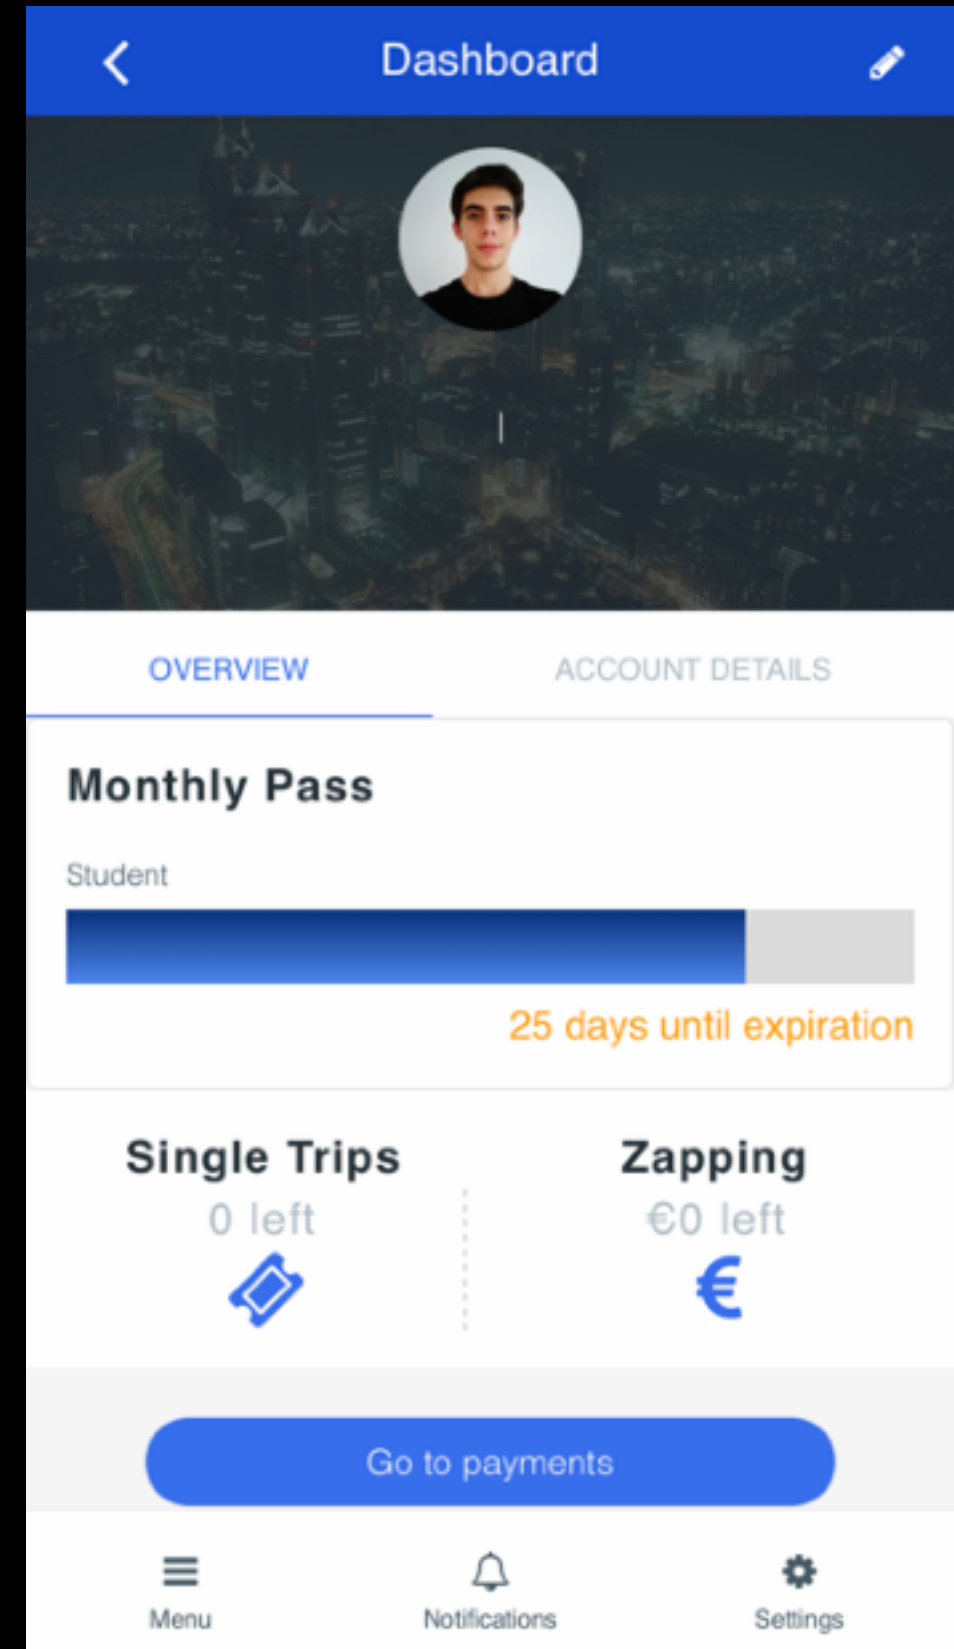 Dashboard
|
OVERVIEW ACCOUNT DETAILS
Monthly Pass
Student
25 days until expiration
Single Trips Zapping
0 left €0 left
€
Go to payments
Menu Notifications Settings